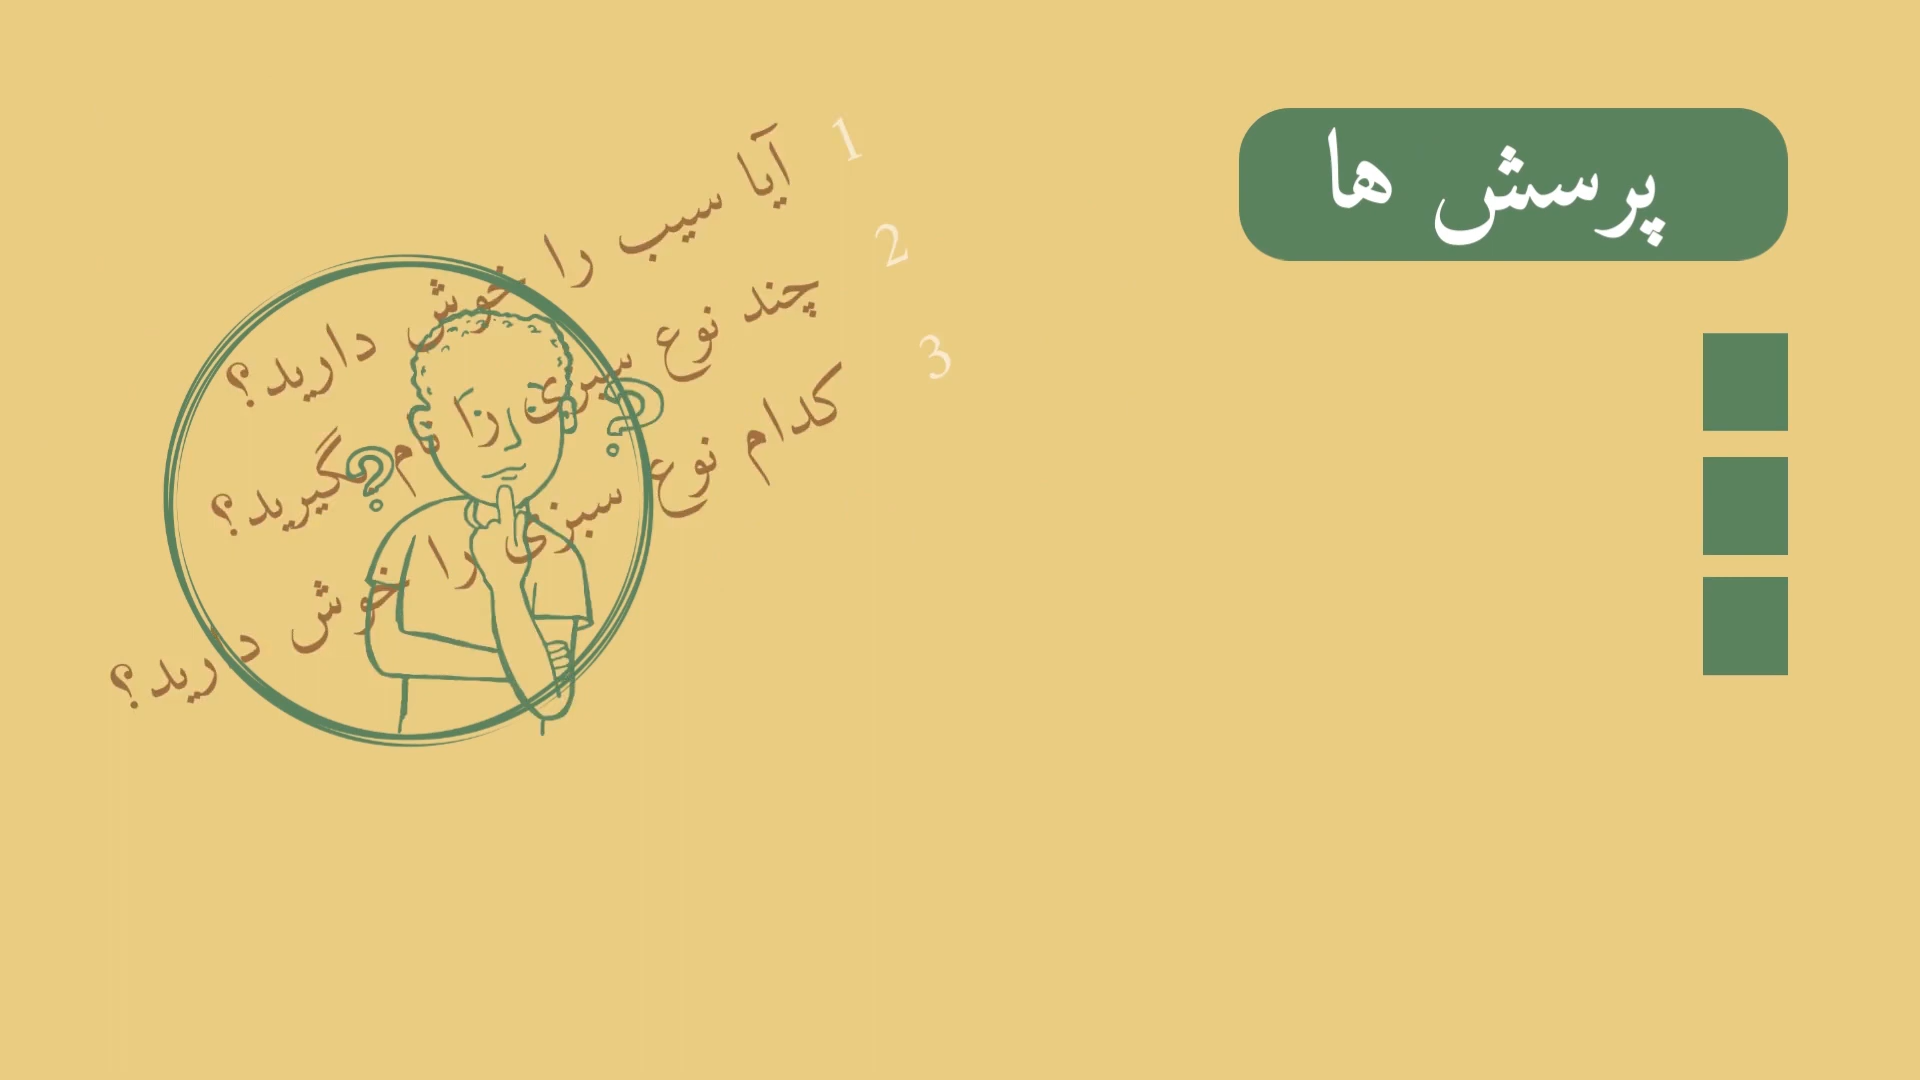 پرسش ها
1 آیا سیب را خوش دارید؟
2 چند نوع سبزی را نام بگیرید؟
3 کدام نوع سبزی را خوش دارید؟